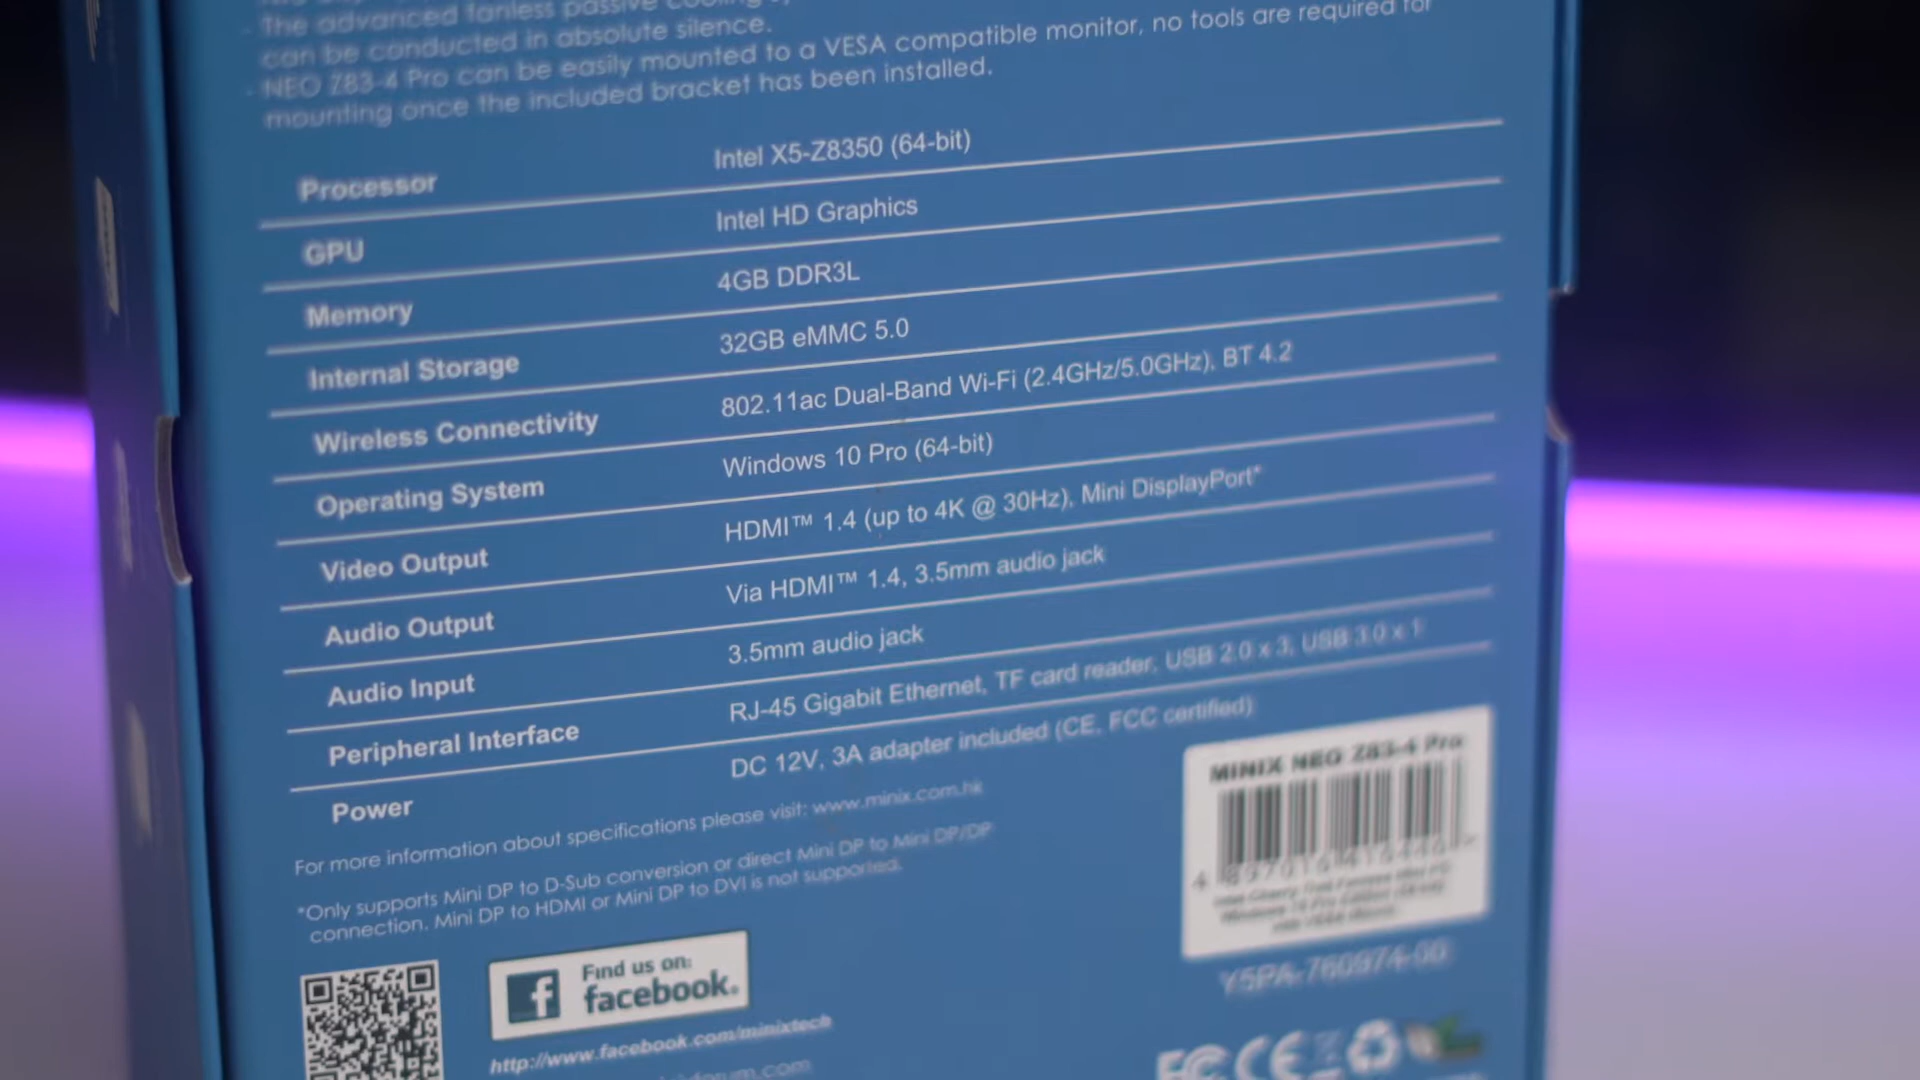 - The advanced fanless passive cooling
can be conducted in absolute silence.
- NEO Z83-4 Pro can be easily mounted to a VESA compatible monitor, no tools are required for
mounting once the included bracket has been installed.
Processor Intel X5-Z8350 (64-bit)
GPU Intel HD Graphics
Memory 4GB DDR3L
Internal Storage 32GB eMMC 5.0
Wireless Connectivity 802.11ac Dual-Band Wi-Fi (2.4GHz/5.0GHz), BT 4.2
Operating System Windows 10 Pro (64-bit)
Video Output HDMI™ 1.4 (up to 4K @ 30Hz), Mini DisplayPort*
Audio Output Via HDMI™ 1.4, 3.5mm audio jack
Audio Input 3.5mm audio jack
Peripheral Interface RJ-45 Gigabit Ethernet, TF card reader, USB 2.0 x 3, USB 3.0 x 1
Power DC 12V, 3A adapter included (CE, FCC certified)
For more information about specifications please visit: www.minix.com.hk
*Only supports Mini DP to D-Sub conversion or direct Mini DP to Mini DP/DP
connection. Mini DP to HDMI or Mini DP to DVI is not supported.
MINIX NEO Z83-4 Pro
Y5PA-760974-00
f Find us on:
facebook.
http://www.facebook.com/minixtech
FC CE